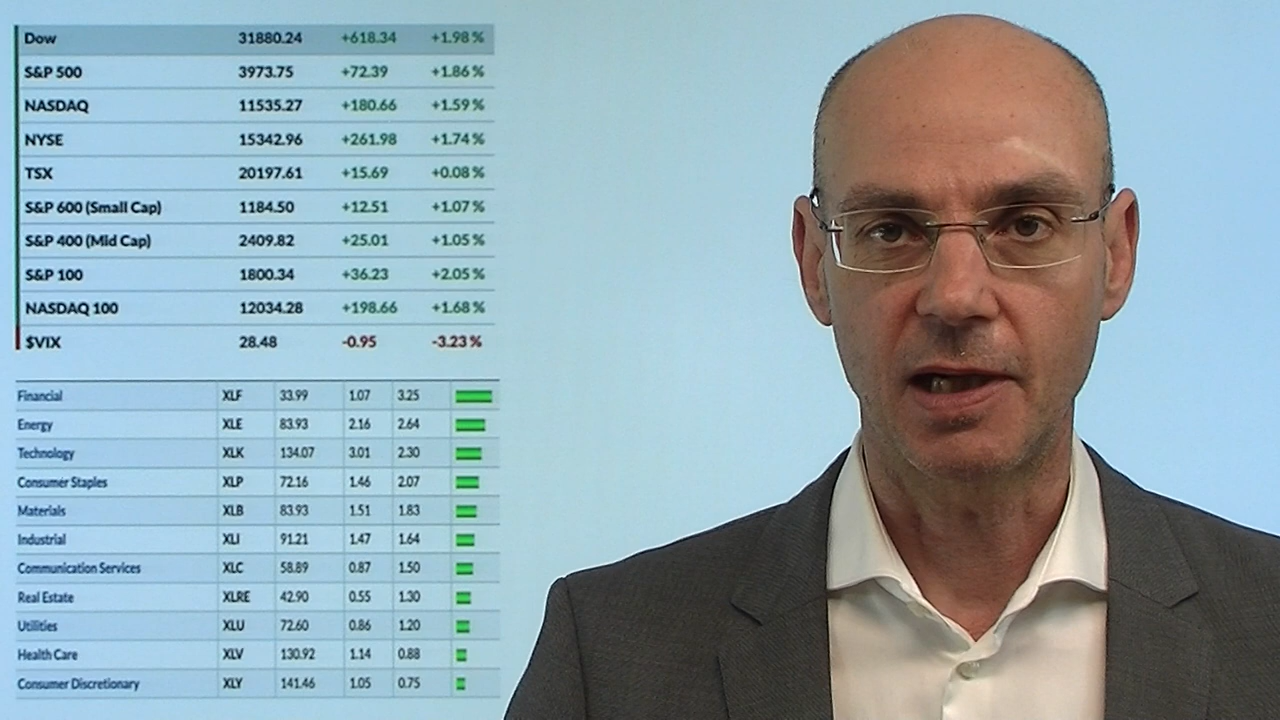 Dow 31880.24 +618.34 +1.98%
S&P 500 3973.75 +72.39 +1.86%
NASDAQ 11535.27 +180.66 +1.59%
NYSE 15342.96 +261.98 +1.74%
TSX 20197.61 +15.69 +0.08%
S&P 600 (Small Cap) 1184.50 +12.51 +1.07%
S&P 400 (Mid Cap) 2409.82 +25.01 +1.05%
S&P 100 1800.34 +36.23 +2.05%
NASDAQ 100 12034.28 +198.66 +1.68%
$VIX 28.48 -0.95 -3.23%
Financial XLF 33.99 1.07 3.25
Energy XLE 83.93 2.16 2.64
Technology XLK 134.07 3.01 2.30
Consumer Staples XLP 72.16 1.46 2.07
Materials XLB 83.93 1.51 1.83
Industrial XLI 91.21 1.47 1.64
Communication Services XLC 58.89 0.87 1.50
Real Estate XLRE 42.90 0.55 1.30
Utilities XLU 72.60 0.86 1.20
Health Care XLV 130.92 1.14 0.88
Consumer Discretionary XLY 141.46 1.05 0.75